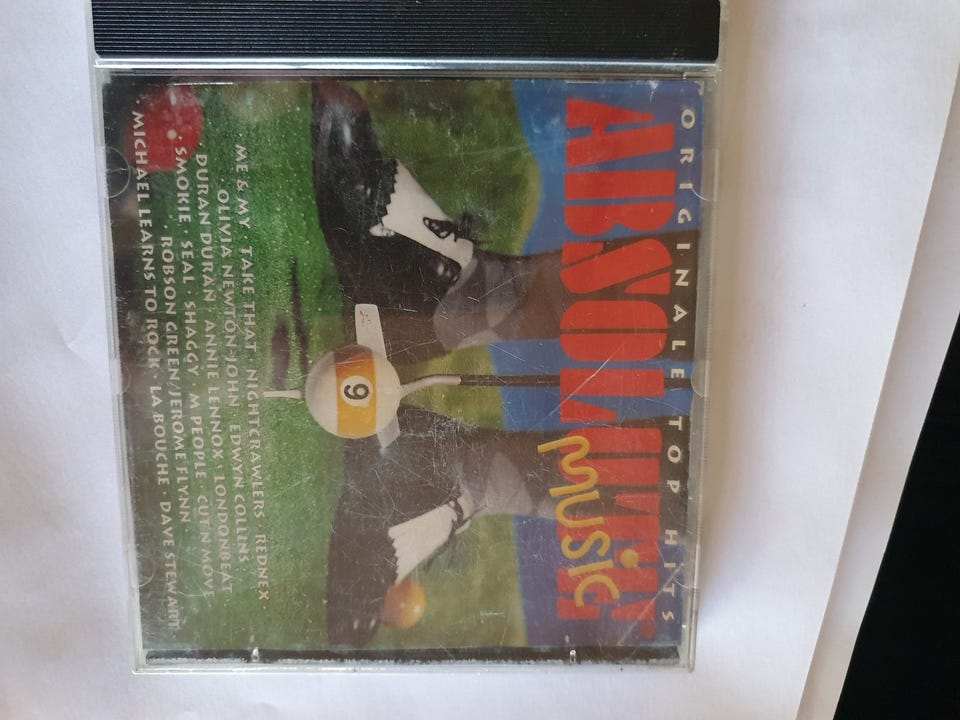 ORIGINALE TOP HITS
ABSOLUTE
MUSIC
9
ME & MY · TAKE THAT · NIGHTCRAWLERS · REDNEX ·
OLIVIA NEWTON-JOHN · EDWYN COLLINS ·
DURAN DURAN · ANNIE LENNOX · LONDONBEAT
· SMOKIE · SEAL · SHAGGY · M PEOPLE · CUT'N'MOVE
ROBSON GREEN/JEROME FLYNN
· MICHAEL LEARNS TO ROCK · LA BOUCHE · DAVE STEWART ·